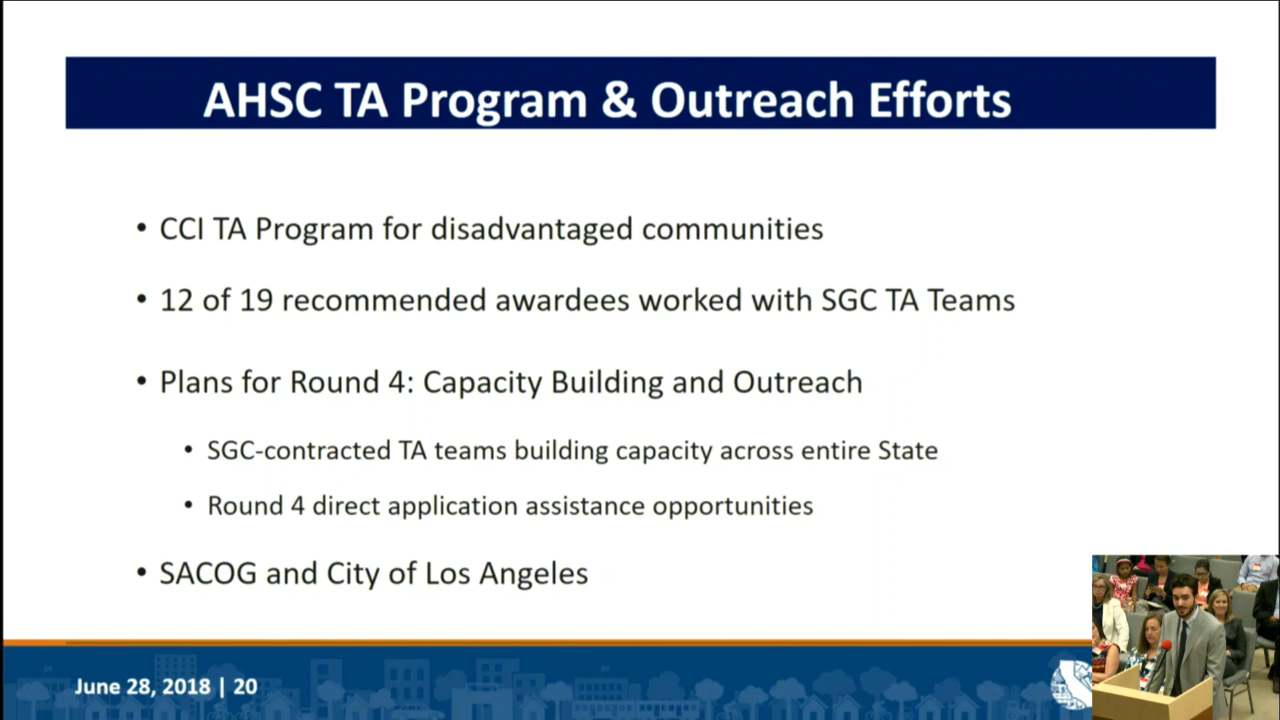 AHSC TA Program & Outreach Efforts
• CCI TA Program for disadvantaged communities
• 12 of 19 recommended awardees worked with SGC TA Teams
• Plans for Round 4: Capacity Building and Outreach
• SGC-contracted TA teams building capacity across entire State
• Round 4 direct application assistance opportunities
• SACOG and City of Los Angeles
June 28, 2018 | 20